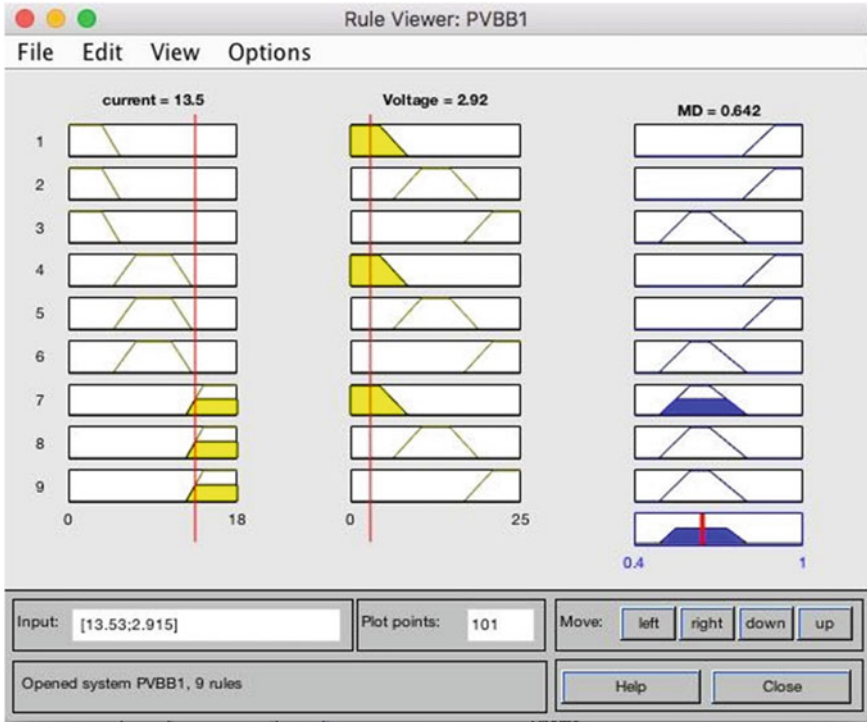 Rule Viewer: PVBB1
File Edit View Options
current = 13.5 Voltage = 2.92 MD = 0.642
1
2
3
4
5
6
7
8
9
0 18 0 25
0.4 1
Input: [13.53;2.915] Plot points: 101 Move: left right down up
Opened system PVBB1, 9 rules Help Close